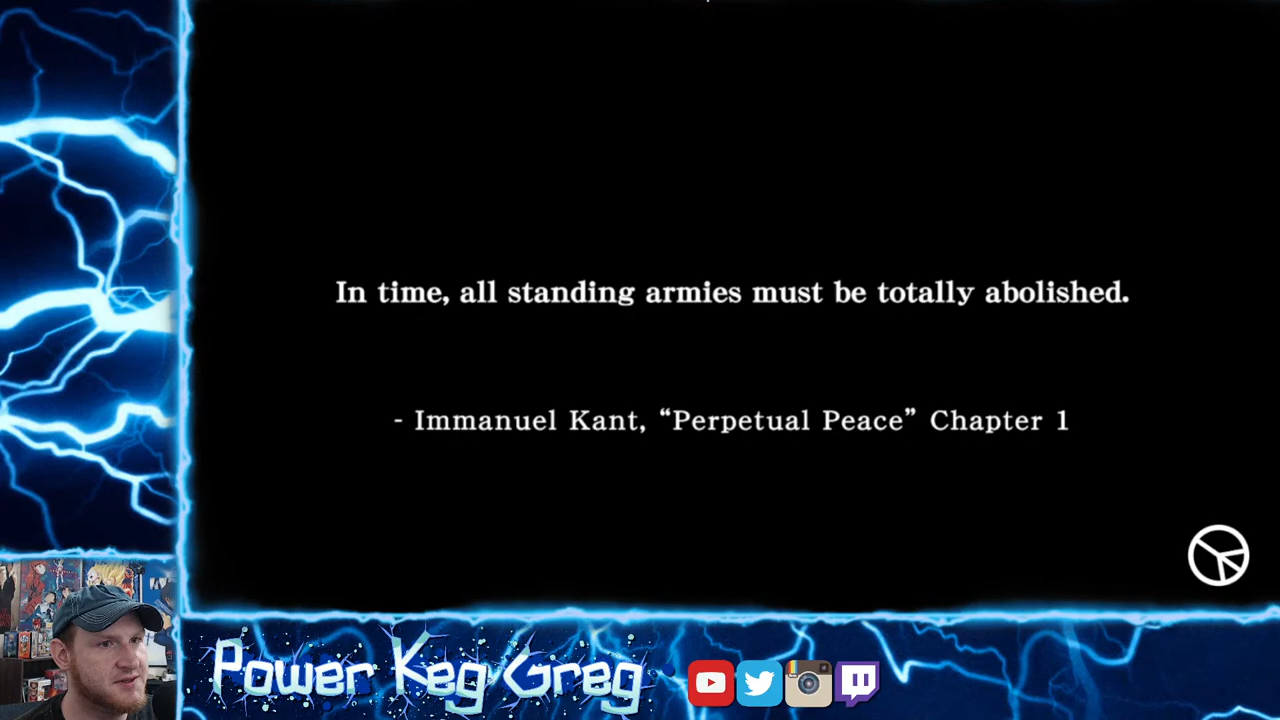 In time, all standing armies must be totally abolished.
- Immanuel Kant, “Perpetual Peace” Chapter 1
Power Keg Greg